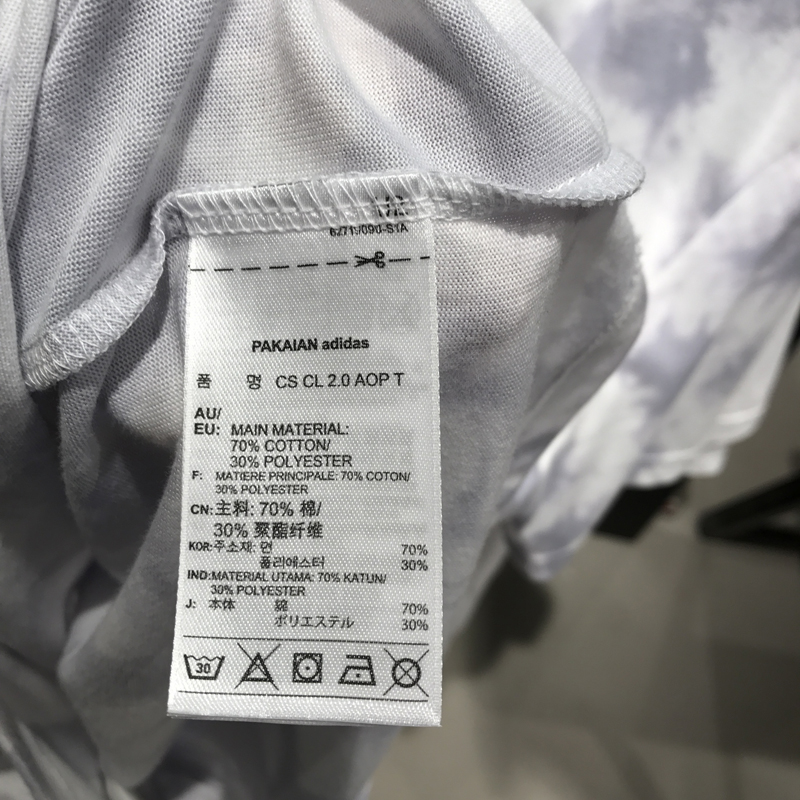 PAKAIAN adidas
품 명 CS CL 2.0 AOP T
AU/
EU: MAIN MATERIAL:
70% COTTON/
30% POLYESTER
F: MATIERE PRINCIPALE: 70% COTON/
30% POLYESTER
CN:主料: 70% 棉/
30% 聚酯纤维
KOR:주소재: 면 70%
폴리에스터 30%
IND:MATERIAL UTAMA: 70% KATUN/
30% POLYESTER
J: 本体 綿 70%
ポリエステル 30%
30